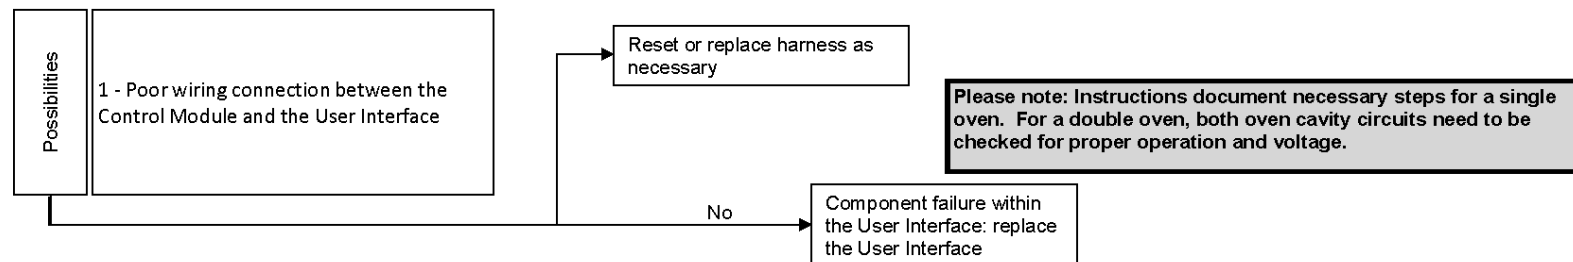 Possibilities
1 - Poor wiring connection between the
Control Module and the User Interface
Reset or replace harness as
necessary
Please note: Instructions document necessary steps for a single
oven.  For a double oven, both oven cavity circuits need to be
checked for proper operation and voltage.
No
Component failure within
the User Interface: replace
the User Interface